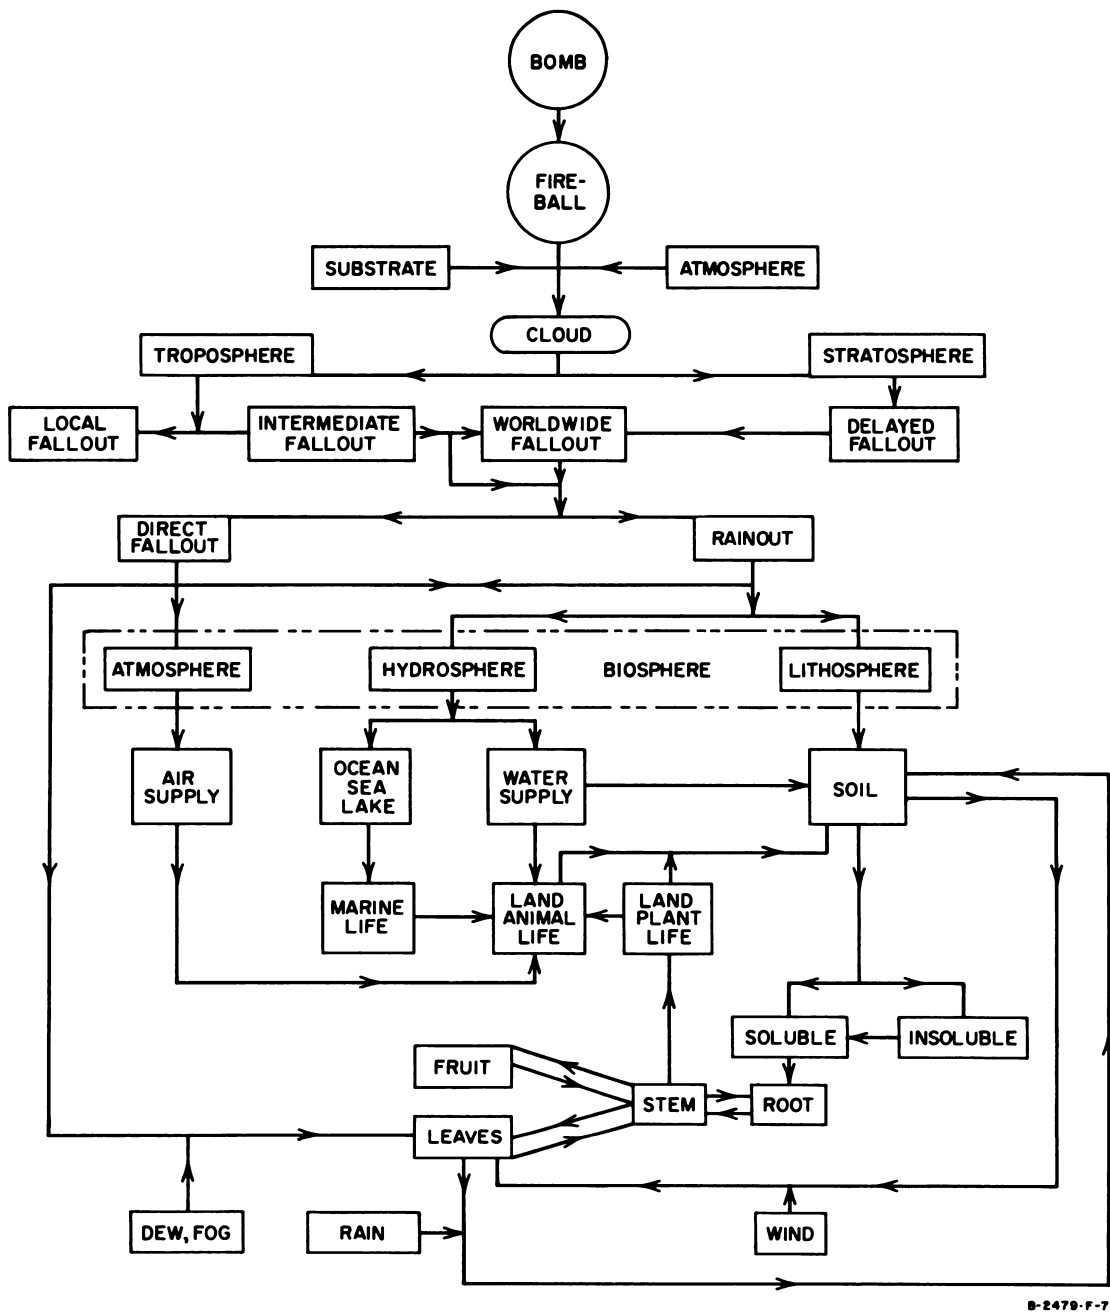 BOMB
FIRE-
BALL
SUBSTRATE
ATMOSPHERE
CLOUD
TROPOSPHERE
STRATOSPHERE
LOCAL
FALLOUT
INTERMEDIATE
FALLOUT
WORLDWIDE
FALLOUT
DELAYED
FALLOUT
DIRECT
FALLOUT
RAINOUT
ATMOSPHERE
HYDROSPHERE
BIOSPHERE
LITHOSPHERE
AIR
SUPPLY
OCEAN
SEA
LAKE
WATER
SUPPLY
SOIL
MARINE
LIFE
LAND
ANIMAL
LIFE
LAND
PLANT
LIFE
SOLUBLE
INSOLUBLE
FRUIT
STEM
ROOT
LEAVES
DEW, FOG
RAIN
WIND
B-2479-F-7